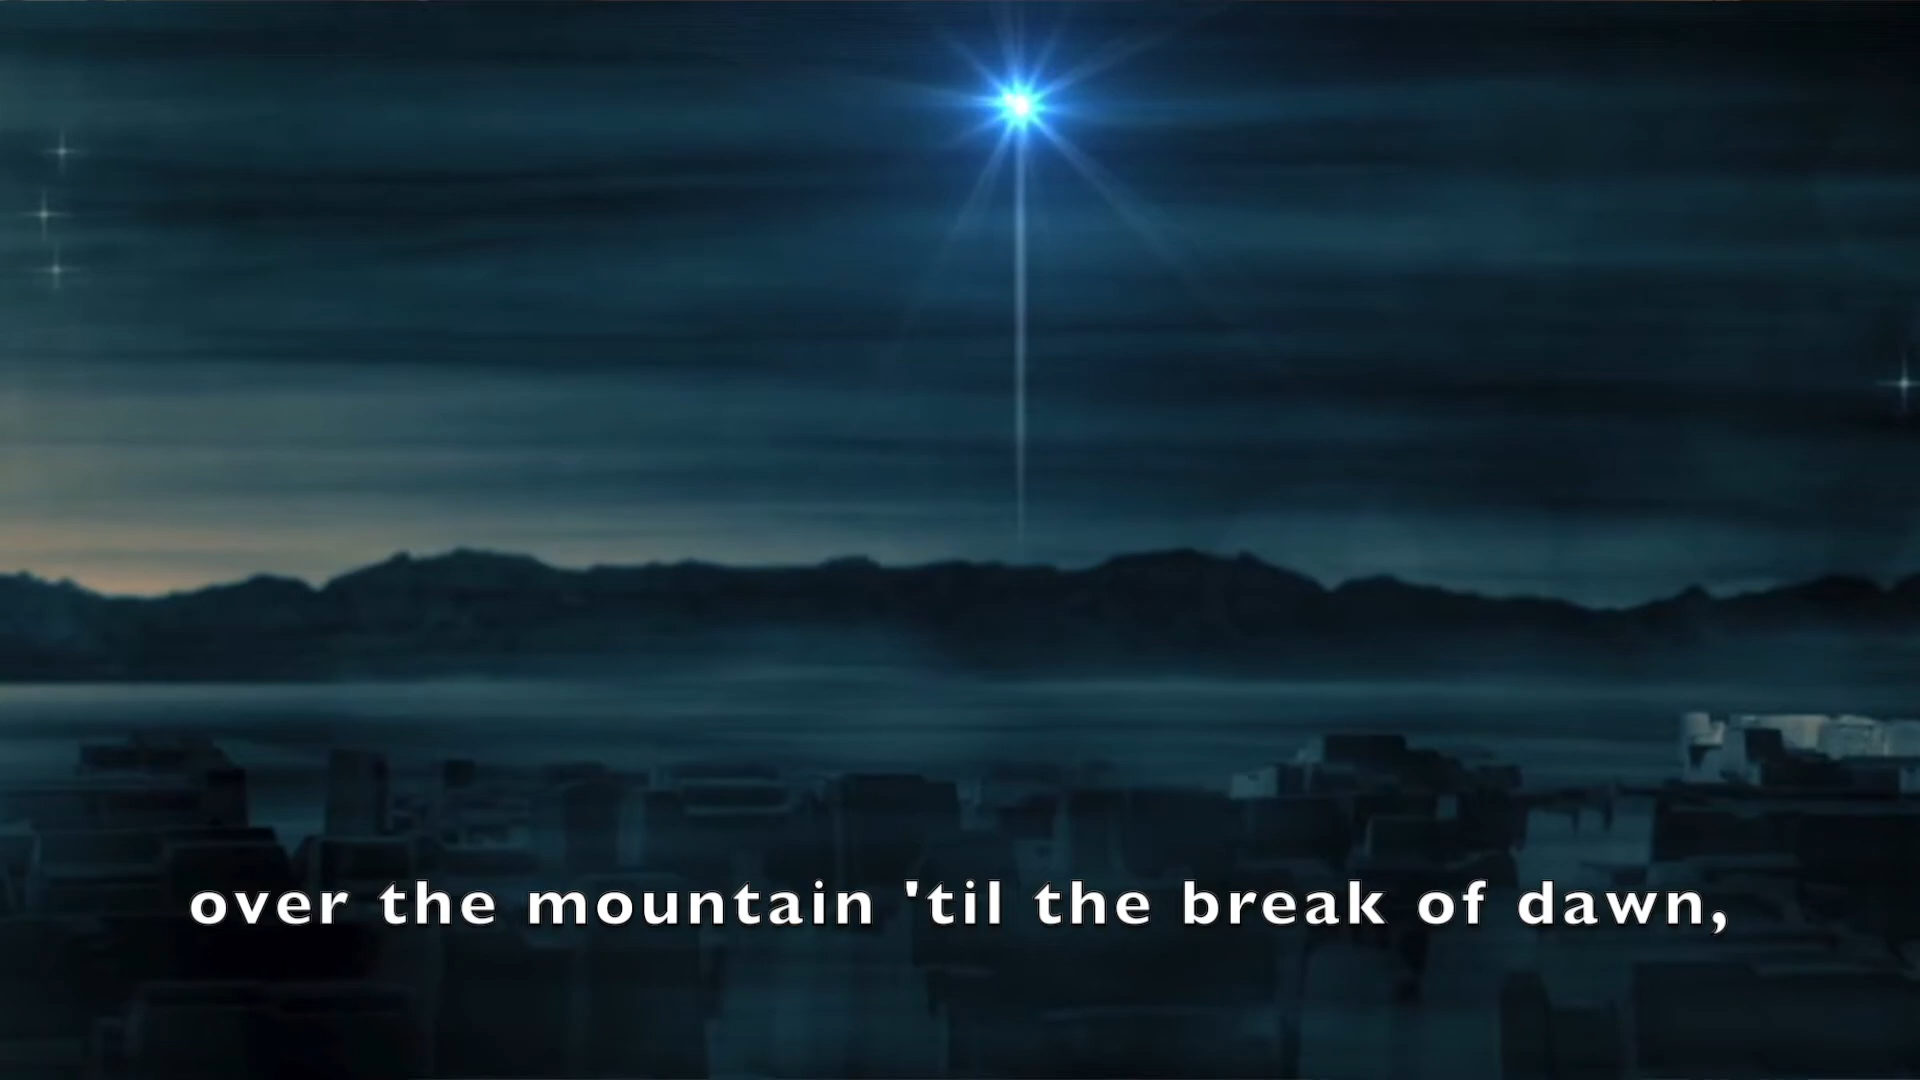 over the mountain 'til the break of dawn,